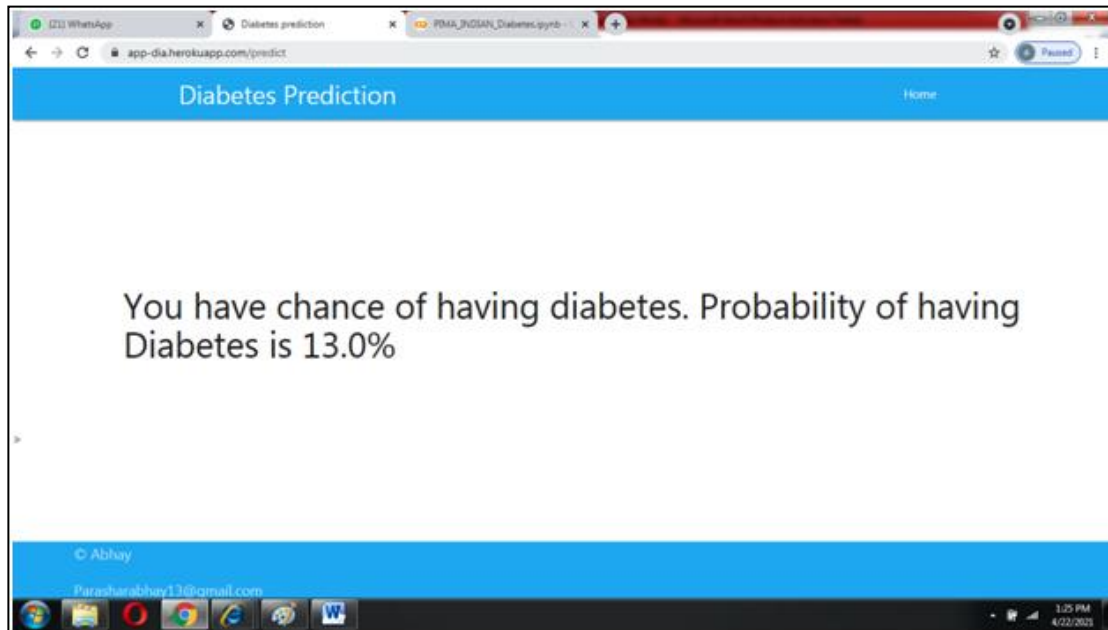 (21) WhatsApp
Diabetes prediction
PIMA_INDIAN_Diabetes.ipynb -
app-dia.herokuapp.com/predict
Paused
Diabetes Prediction
Home
You have chance of having diabetes. Probability of having
Diabetes is 13.0%
© Abhay
Parasharabhay13@gmail.com
1:25 PM
4/22/2021